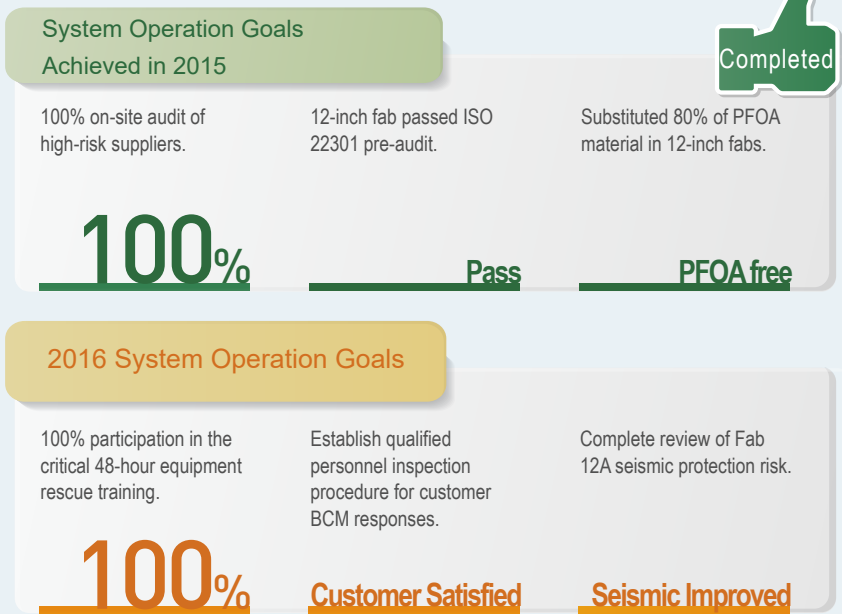 System Operation Goals
Achieved in 2015
Completed
100% on-site audit of
high-risk suppliers.
100%
12-inch fab passed ISO
22301 pre-audit.
Pass
Substituted 80% of PFOA
material in 12-inch fabs.
PFOA free
2016 System Operation Goals
100% participation in the
critical 48-hour equipment
rescue training.
100%
Establish qualified
personnel inspection
procedure for customer
BCM responses.
Customer Satisfied
Complete review of Fab
12A seismic protection risk.
Seismic Improved